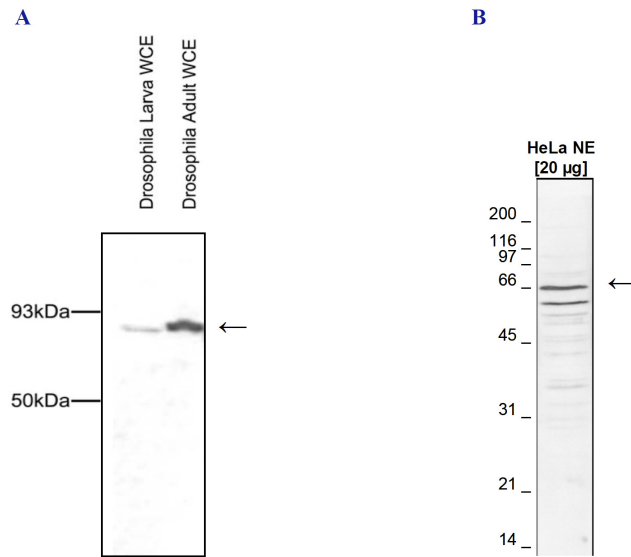 A
B
Drosophila Larva WCE
Drosophila Adult WCE
93kDa
50kDa
HeLa NE
[20 µg]
200
116
97
66
45
31
21
14